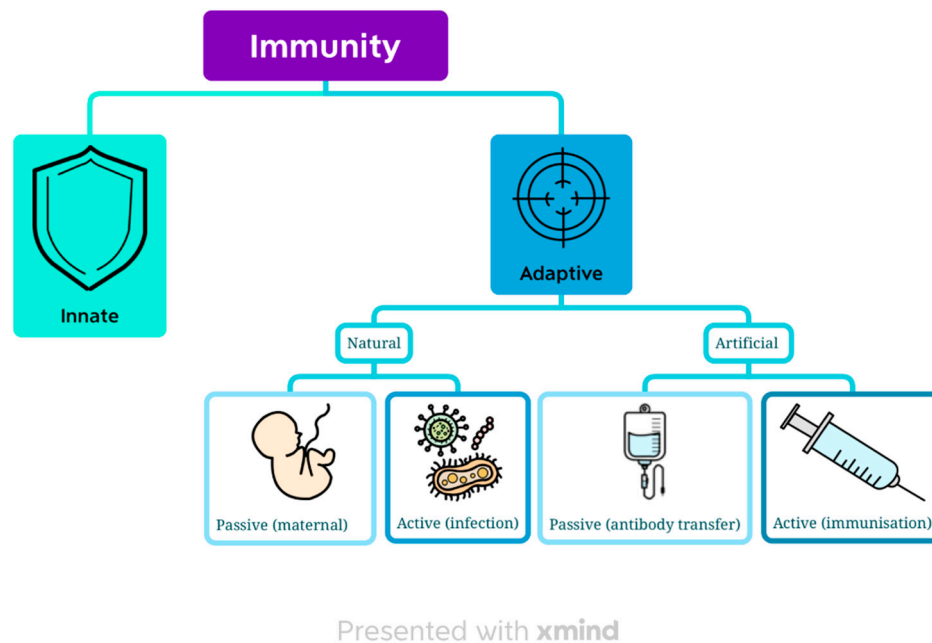 Immunity
Innate
Adaptive
Natural
Artificial
Passive (maternal)
Active (infection)
Passive (antibody transfer)
Active (immunisation)
Presented with xmind